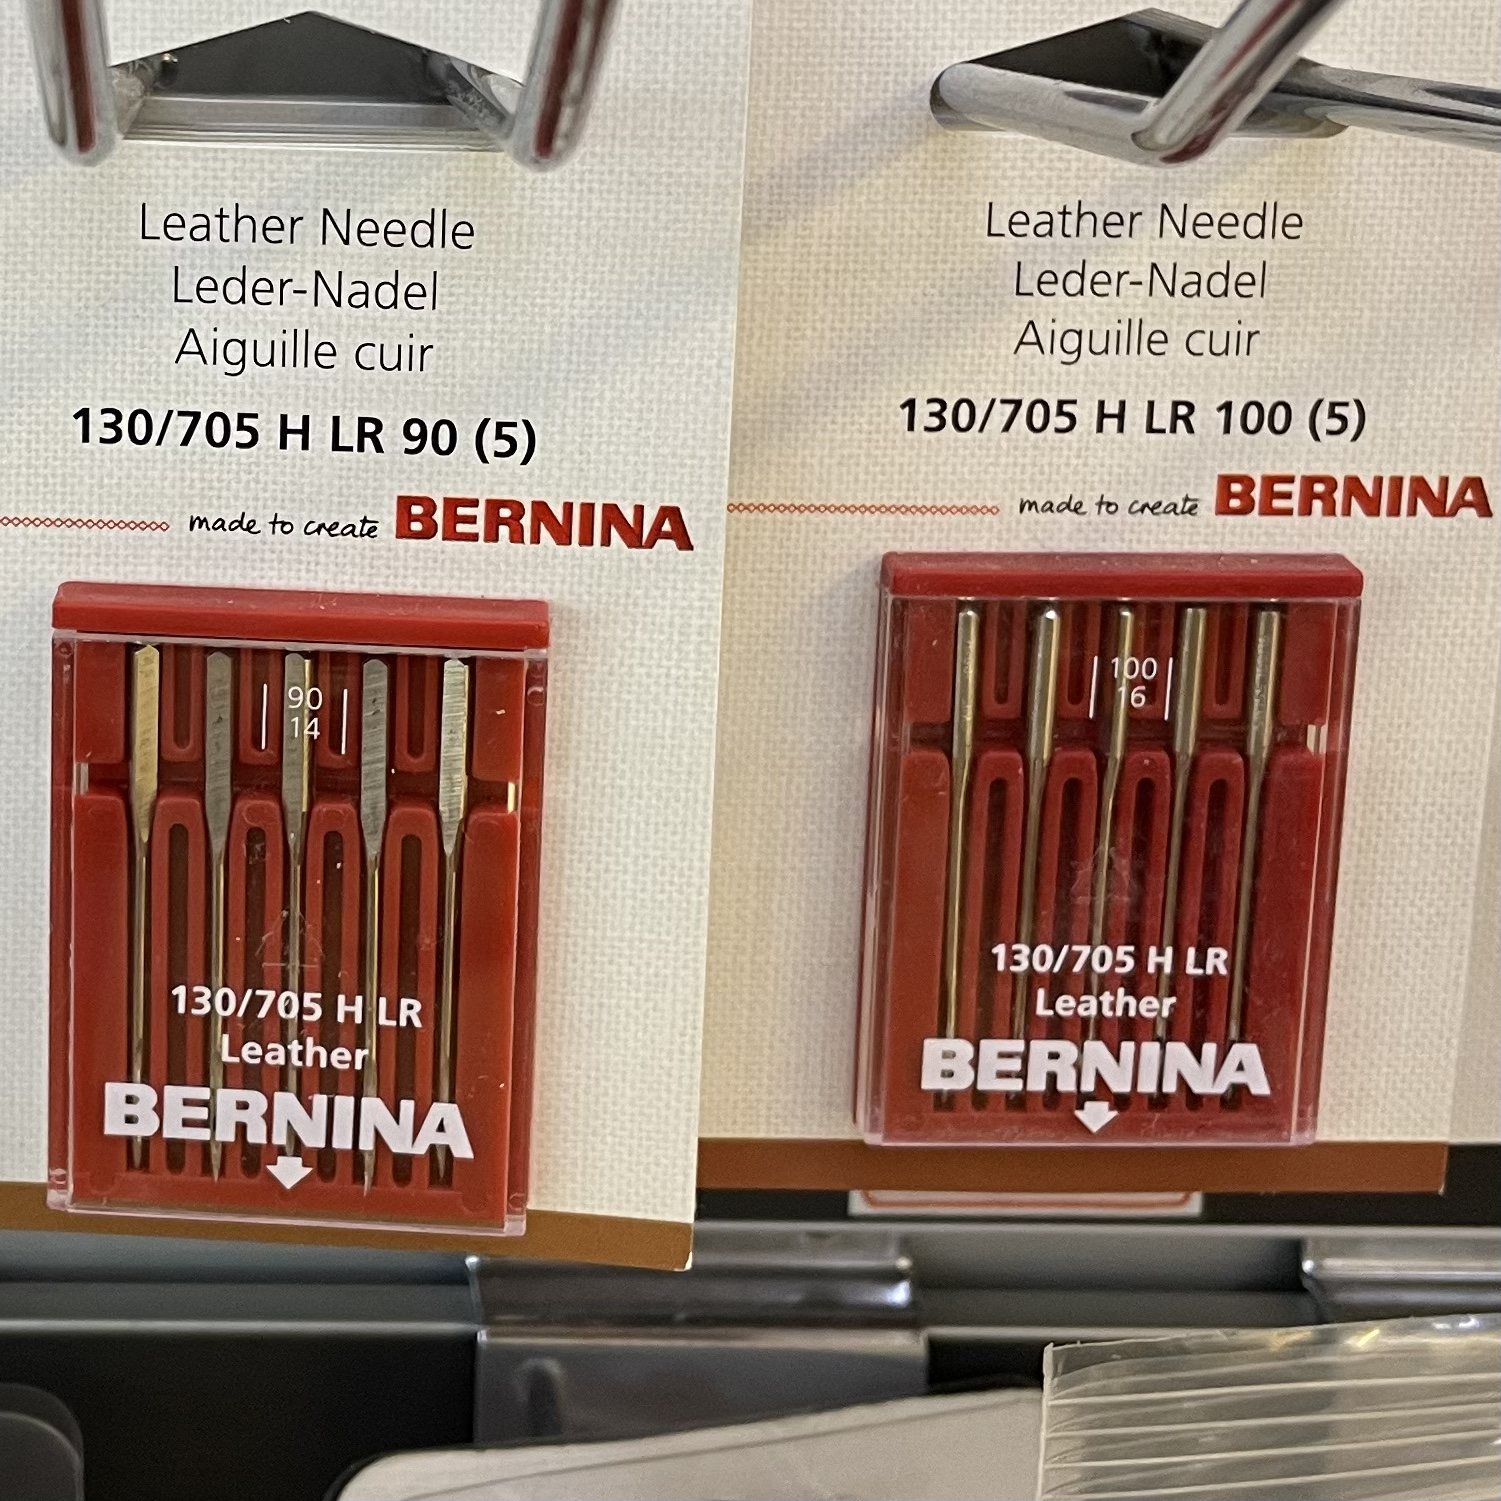 Leather Needle
Leder-Nadel
Aiguille cuir
130/705 H LR 90 (5)
made to create BERNINA
90
14
130/705 H LR
Leather
BERNINA
Leather Needle
Leder-Nadel
Aiguille cuir
130/705 H LR 100 (5)
made to create BERNINA
100
16
130/705 H LR
Leather
BERNINA